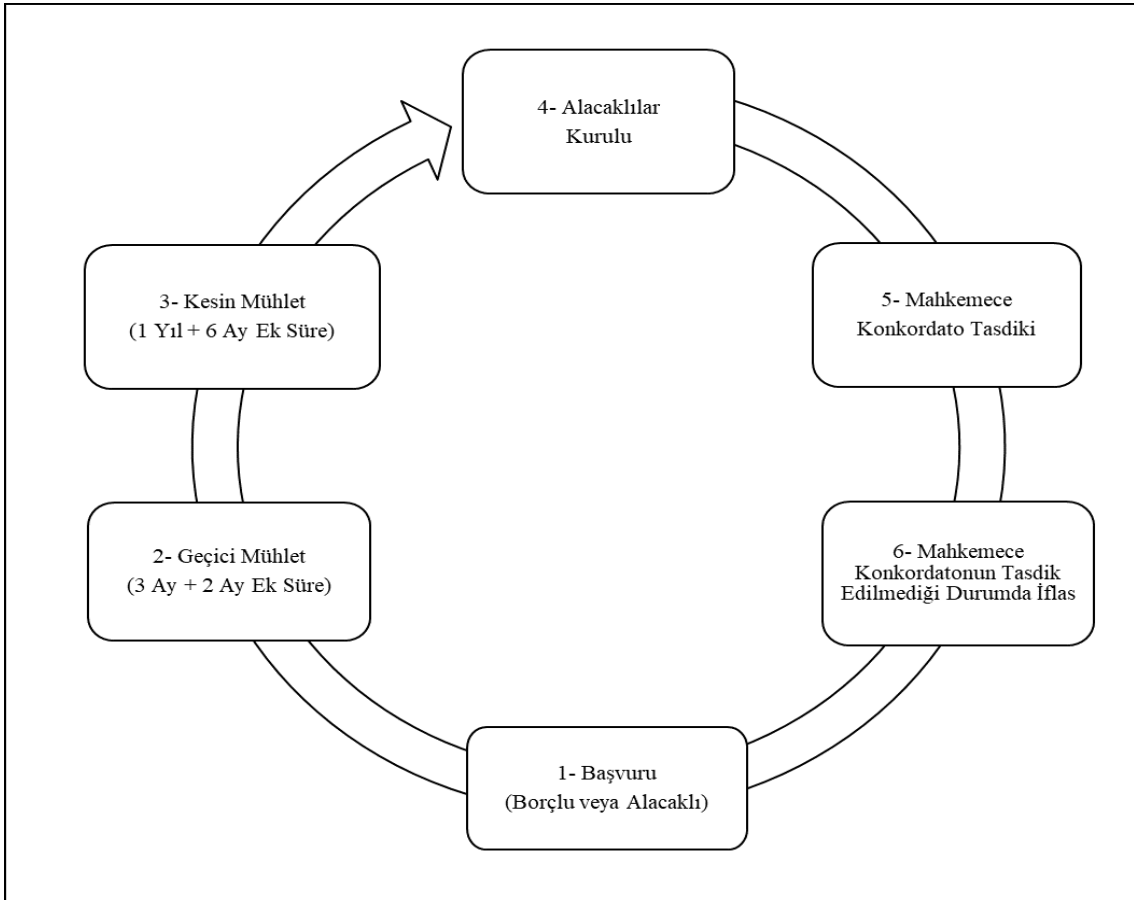 4- Alacaklılar
Kurulu
3- Kesin Mühlet
(1 Yıl + 6 Ay Ek Süre)
5- Mahkemece
Konkordato Tasdiki
2- Geçici Mühlet
(3 Ay + 2 Ay Ek Süre)
6- Mahkemece
Konkordatonun Tasdik
Edilmediği Durumda İflas
1- Başvuru
(Borçlu veya Alacaklı)